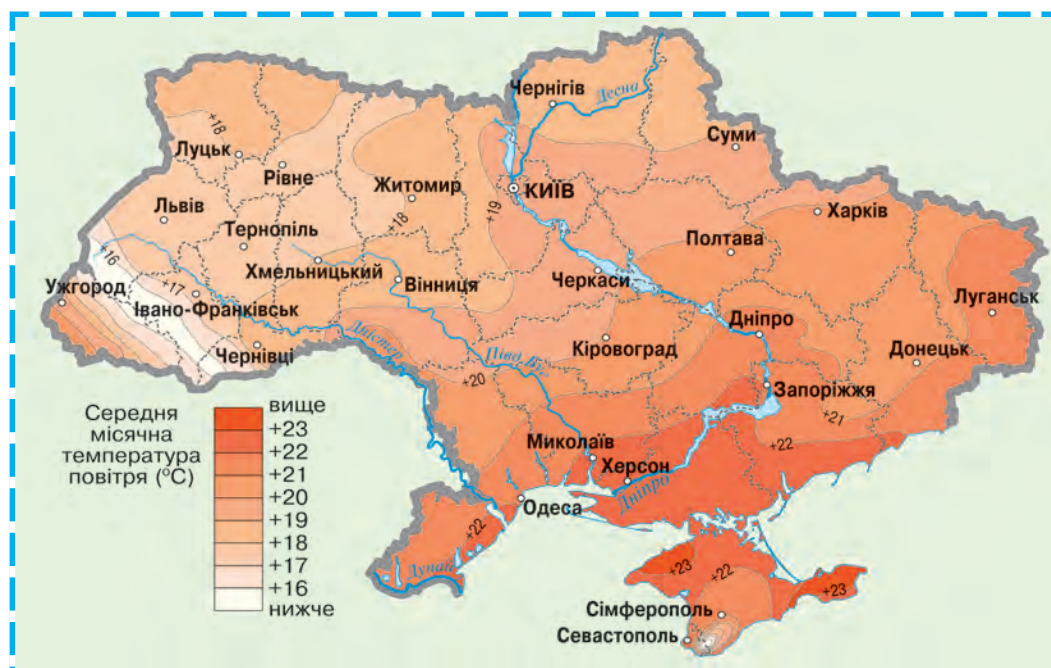 Чернігів
Десна
Суми
+18
Луцьк
Рівне
Житомир
КИЇВ
+19
Харків
Львів
+18
Тернопіль
Полтава
+16
Хмельницький
Вінниця
Черкаси
Ужгород
+17
Івано-Франківськ
Луганськ
Чернівці
Дністер
Півд. Буг
Кіровоград
Дніпро
Донецьк
+20
Запоріжжя
+21
+22
Миколаїв
Херсон
Дніпро
Одеса
+22
Дунай
+23
+22
+23
Сімферополь
Севастополь
Середня
місячна
температура
повітря (°C)
вище
+23
+22
+21
+20
+19
+18
+17
+16
нижче